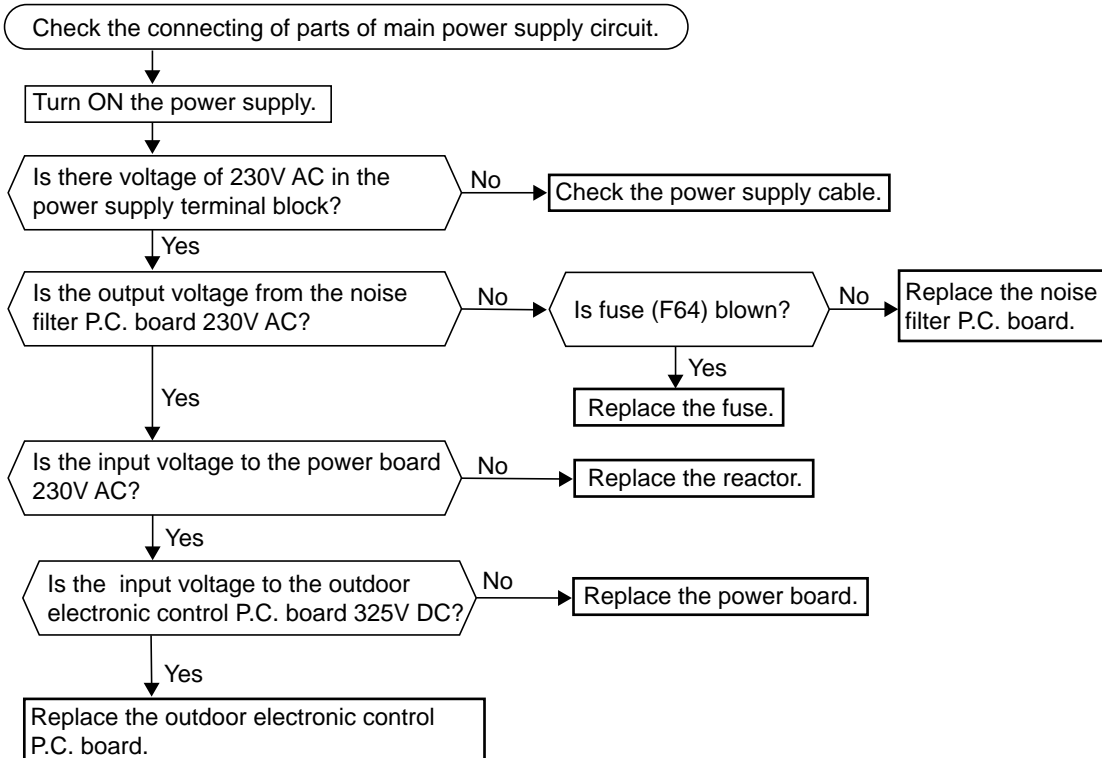 Check the connecting of parts of main power supply circuit.
Turn ON the power supply.
Is there voltage of 230V AC in the
power supply terminal block?
No
Check the power supply cable.
Yes
Is the output voltage from the noise
filter P.C. board 230V AC?
No
Is fuse (F64) blown?
No
Replace the noise
filter P.C. board.
Yes
Replace the fuse.
Yes
Is the input voltage to the power board
230V AC?
No
Replace the reactor.
Yes
Is the  input voltage to the outdoor
electronic control P.C. board 325V DC?
No
Replace the power board.
Yes
Replace the outdoor electronic control
P.C. board.